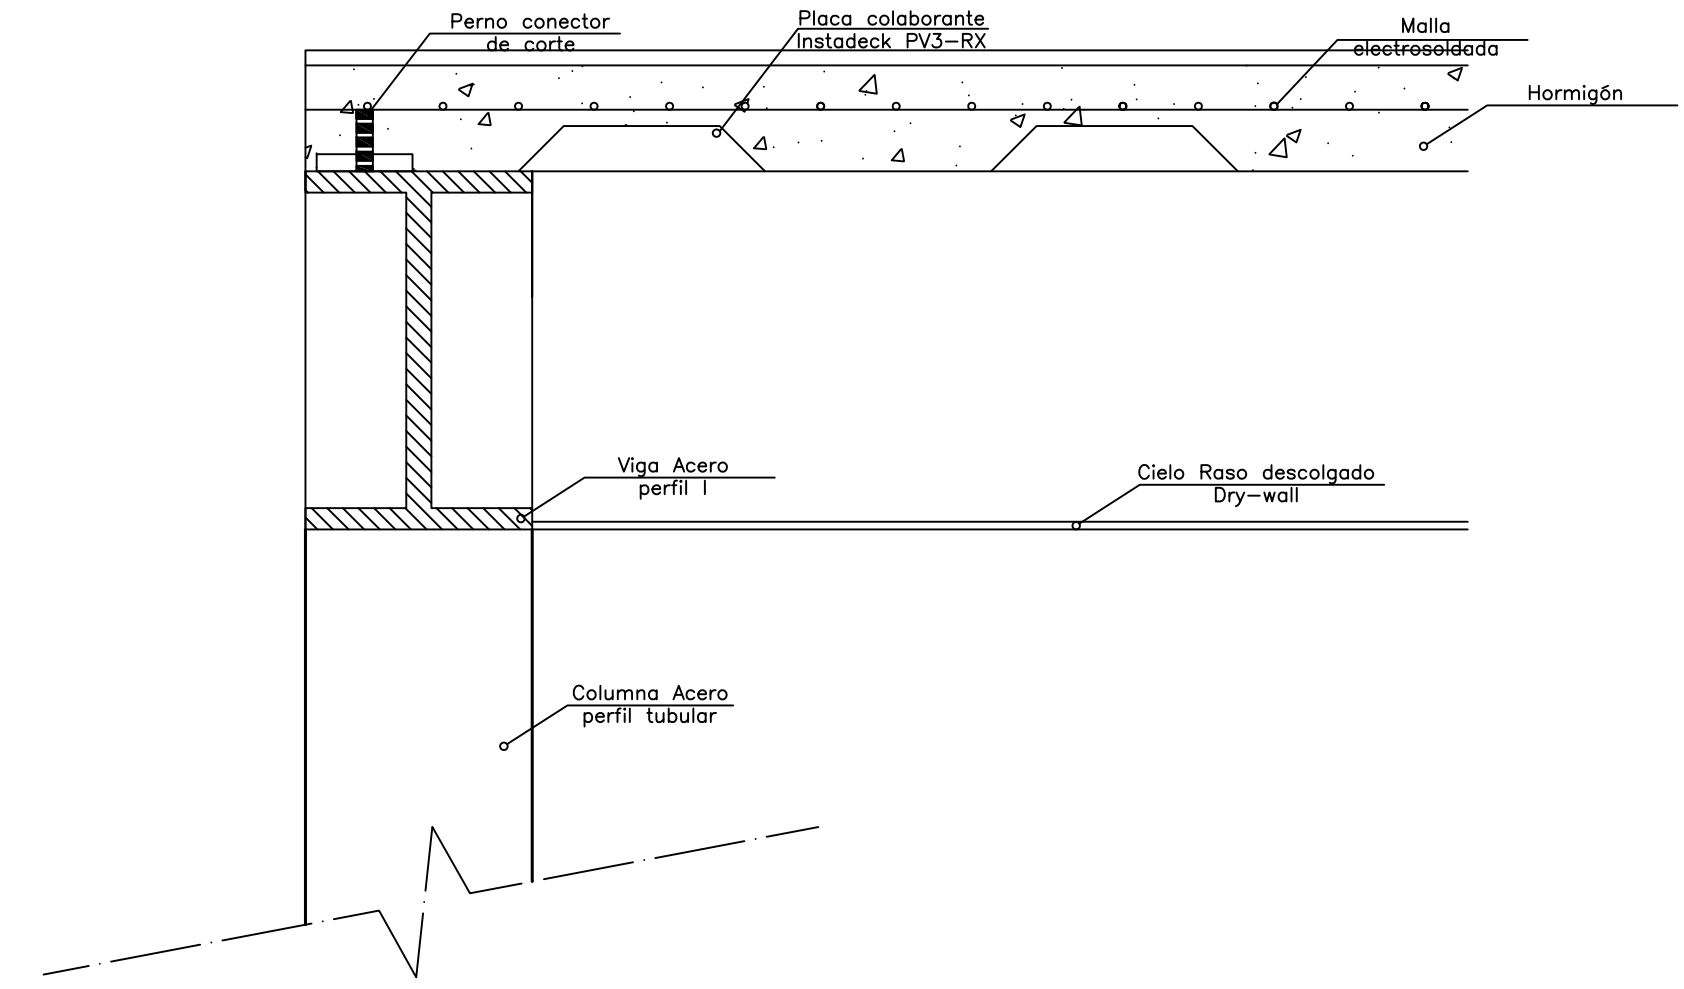 Perno conector
de corte
Placa colaborante
Instadeck PV3-RX
Malla
electrosoldada
Hormigón
Viga Acero
perfil I
Cielo Raso descolgado
Dry-wall
Columna Acero
perfil tubular